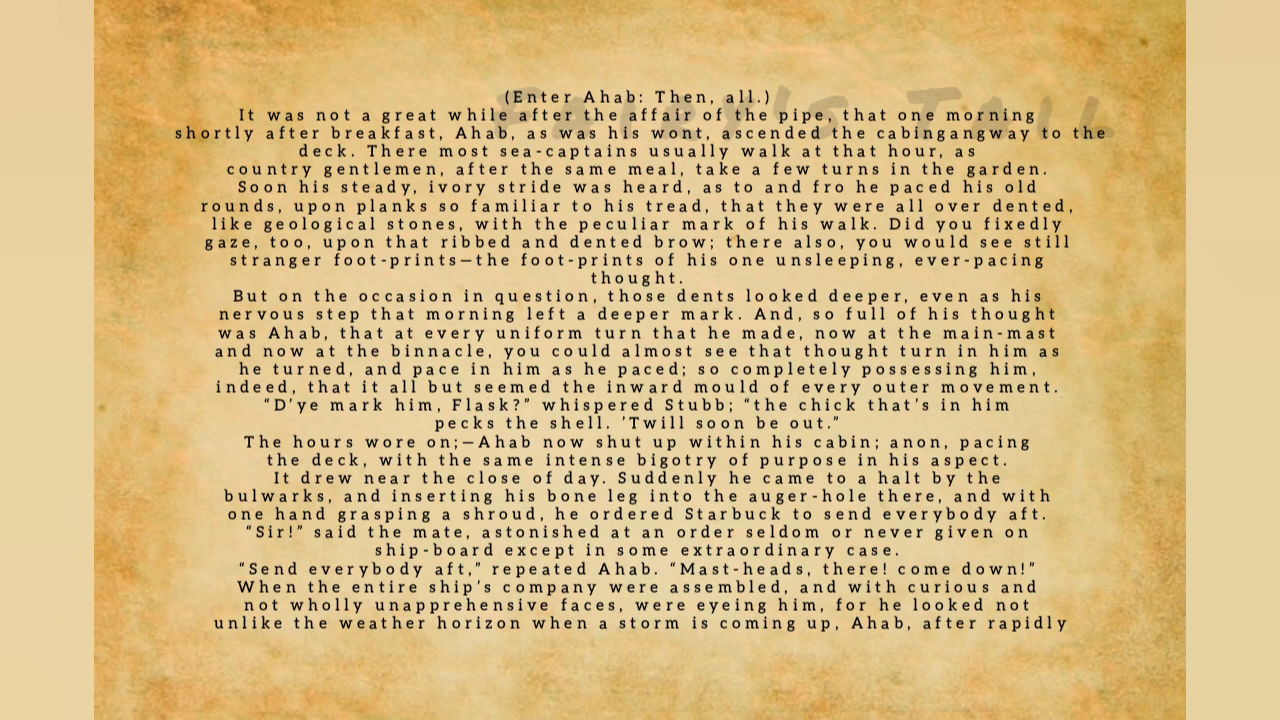 (Enter Ahab: Then, all.)
It was not a great while after the affair of the pipe, that one morning
shortly after breakfast, Ahab, as was his wont, ascended the cabingangway to the
deck. There most sea-captains usually walk at that hour, as
country gentlemen, after the same meal, take a few turns in the garden.
Soon his steady, ivory stride was heard, as to and fro he paced his old
rounds, upon planks so familiar to his tread, that they were all over dented,
like geological stones, with the peculiar mark of his walk. Did you fixedly
gaze, too, upon that ribbed and dented brow; there also, you would see still
stranger foot-prints—the foot-prints of his one unsleeping, ever-pacing
thought.
But on the occasion in question, those dents looked deeper, even as his
nervous step that morning left a deeper mark. And, so full of his thought
was Ahab, that at every uniform turn that he made, now at the main-mast
and now at the binnacle, you could almost see that thought turn in him as
he turned, and pace in him as he paced; so completely possessing him,
indeed, that it all but seemed the inward mould of every outer movement.
“D’ye mark him, Flask?” whispered Stubb; “the chick that’s in him
pecks the shell. ’Twill soon be out.”
The hours wore on;—Ahab now shut up within his cabin; anon, pacing
the deck, with the same intense bigotry of purpose in his aspect.
It drew near the close of day. Suddenly he came to a halt by the
bulwarks, and inserting his bone leg into the auger-hole there, and with
one hand grasping a shroud, he ordered Starbuck to send everybody aft.
“Sir!” said the mate, astonished at an order seldom or never given on
ship-board except in some extraordinary case.
“Send everybody aft,” repeated Ahab. “Mast-heads, there! come down!”
When the entire ship’s company were assembled, and with curious and
not wholly unapprehensive faces, were eyeing him, for he looked not
unlike the weather horizon when a storm is coming up, Ahab, after rapidly